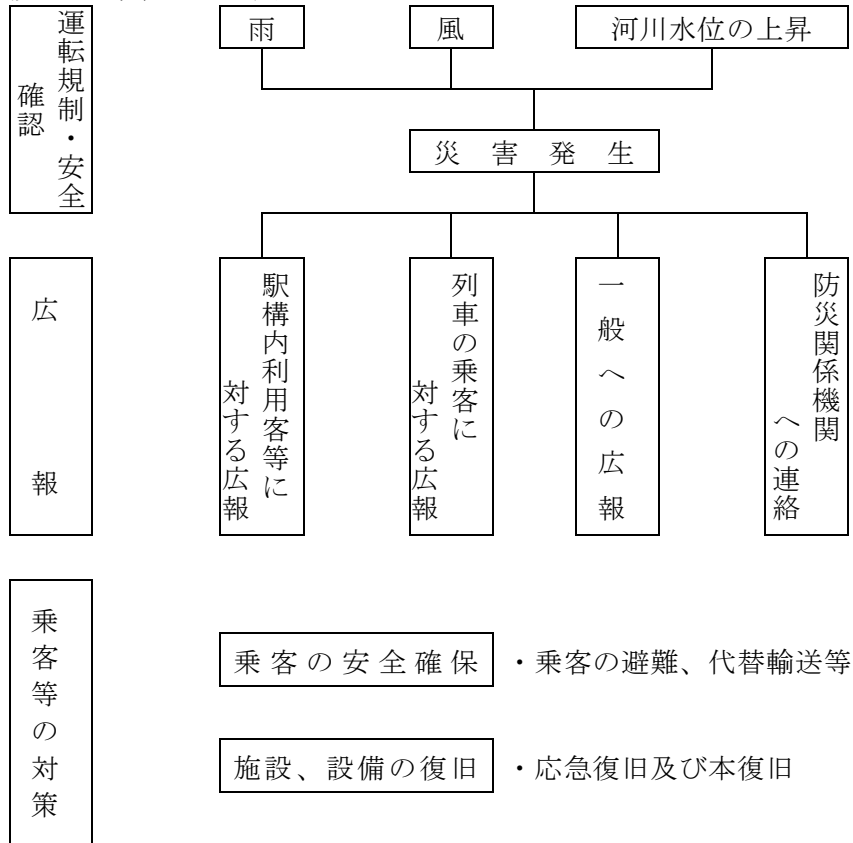 運転規制・安全
確認
雨
風
河川水位の上昇
災害発生
広報
駅構内利用客等に
対する広報
列車の乗客に
対する広報
一般への広報
防災関係機関
への連絡
乗客等の対策
乗客の安全確保
・乗客の避難、代替輸送等
施設、設備の復旧
・応急復旧及び本復旧